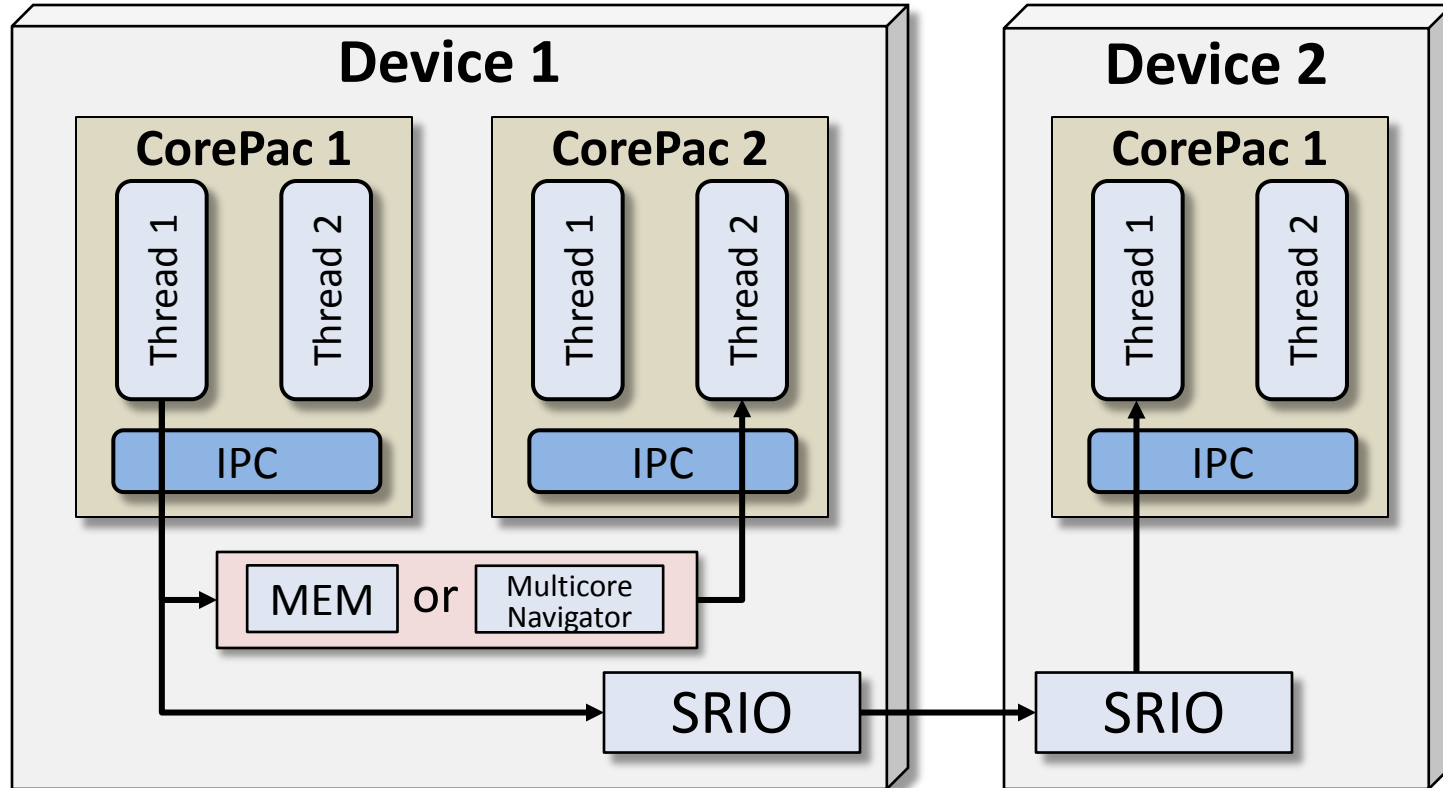 Device 1
CorePac 1
Thread 1
Thread 2
IPC
CorePac 2
Thread 1
Thread 2
IPC
MEM or Multicore
Navigator
SRIO
Device 2
CorePac 1
Thread 1
Thread 2
IPC
SRIO